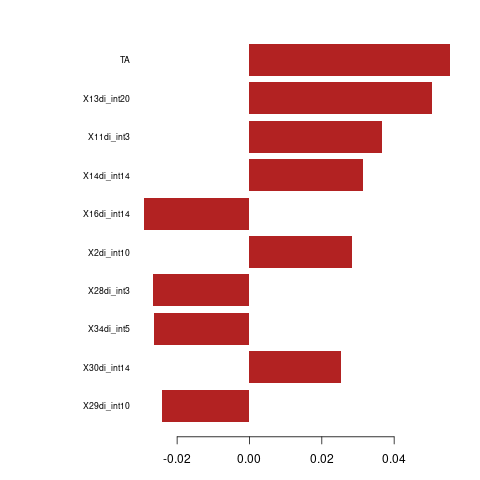 TA
X13di_int20
X11di_int3
X14di_int14
X16di_int14
X2di_int10
X28di_int3
X34di_int5
X30di_int14
X29di_int10
-0.02 0.00 0.02 0.04